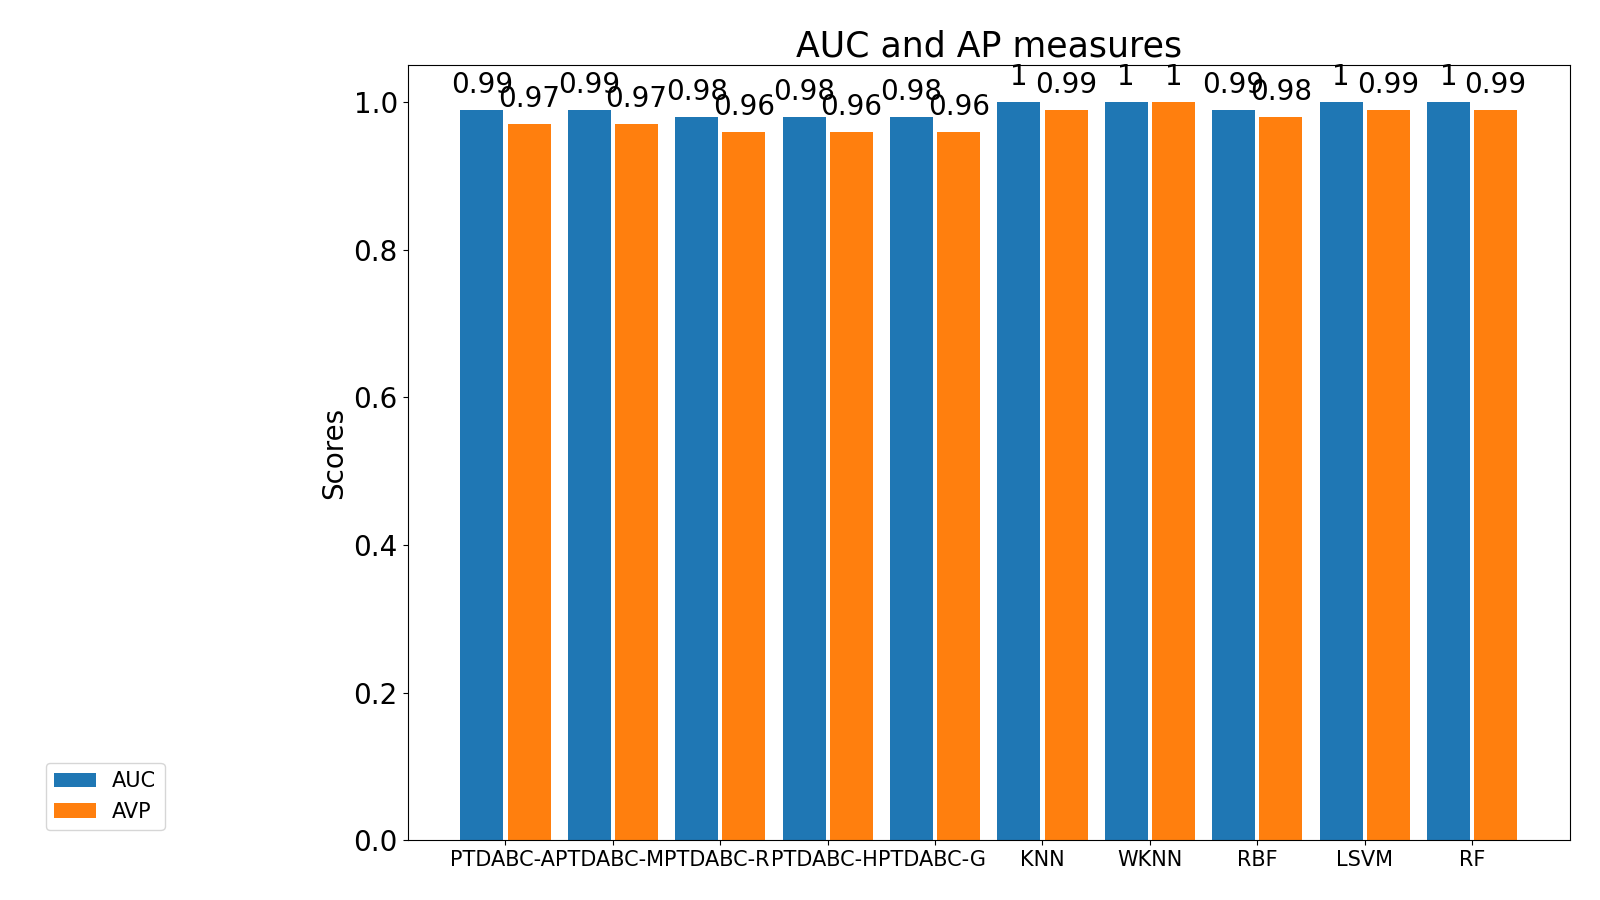 AUC and AP measures
0.99 0.97 0.99 0.97 0.98 0.96 0.98 0.96 0.98 0.96 1 0.99 1 1 0.99 0.98 1 0.99 1 0.99
1.0
0.8
0.6
0.4
0.2
0.0
Scores
PTDABC-A PTDABC-M PTDABC-R PTDABC-H PTDABC-G KNN WKNN RBF LSVM RF
AUC
AVP